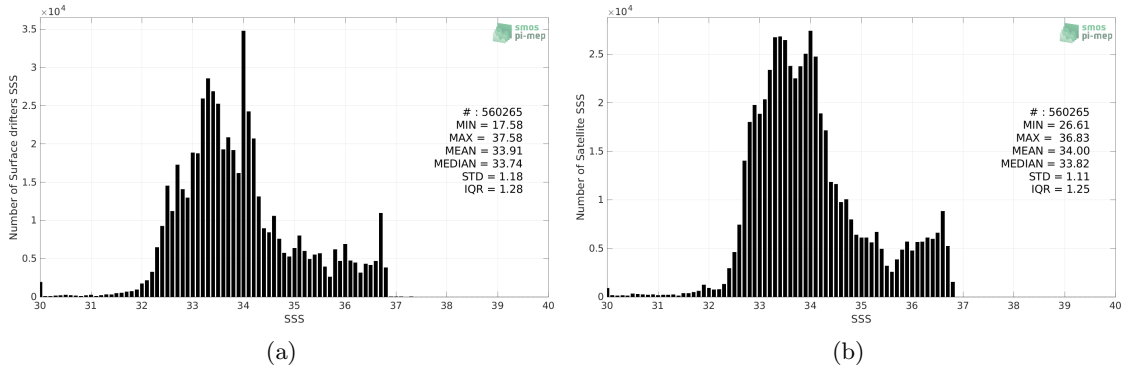 ×10^4
smos
pi-mep
3.5
3
2.5
2
1.5
1
0.5
0
Number of Surface drifters SSS
# : 560265
MIN = 17.58
MAX = 37.58
MEAN = 33.91
MEDIAN = 33.74
STD = 1.18
IQR = 1.28
30 31 32 33 34 35 36 37 38 39 40
SSS
(a)
×10^4
smos
pi-mep
2.5
2
1.5
1
0.5
0
Number of Satellite SSS
# : 560265
MIN = 26.61
MAX = 36.83
MEAN = 34.00
MEDIAN = 33.82
STD = 1.11
IQR = 1.25
30 31 32 33 34 35 36 37 38 39 40
SSS
(b)